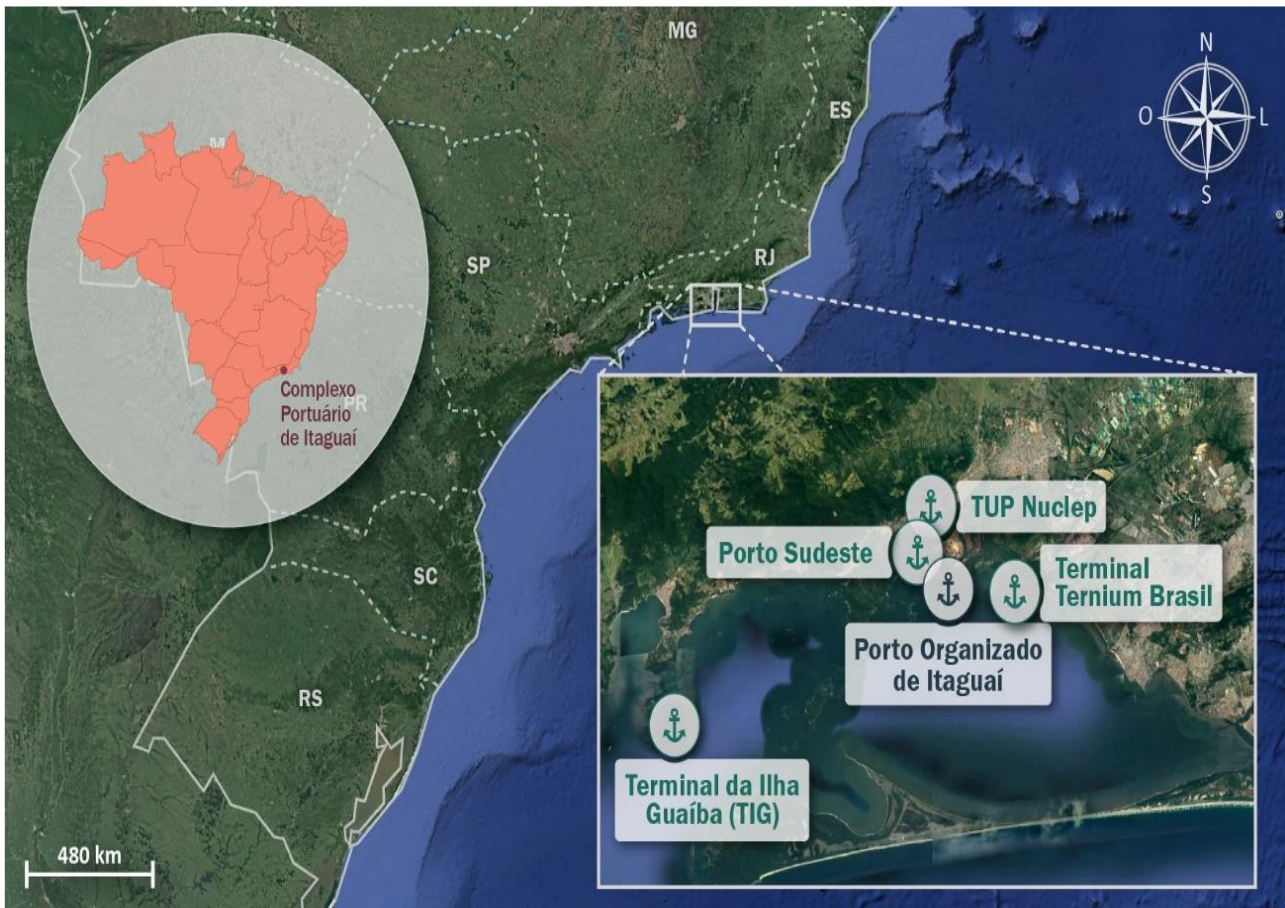 MG
ES
N
O
L
S
M
SP
RJ
Complexo
Portuário
de Itaguaí
PR
SC
RS
TUP Nuclep
Porto Sudeste
Terminal
Ternium Brasil
Porto Organizado
de Itaguaí
Terminal da Ilha
Guaíba (TIG)
480 km